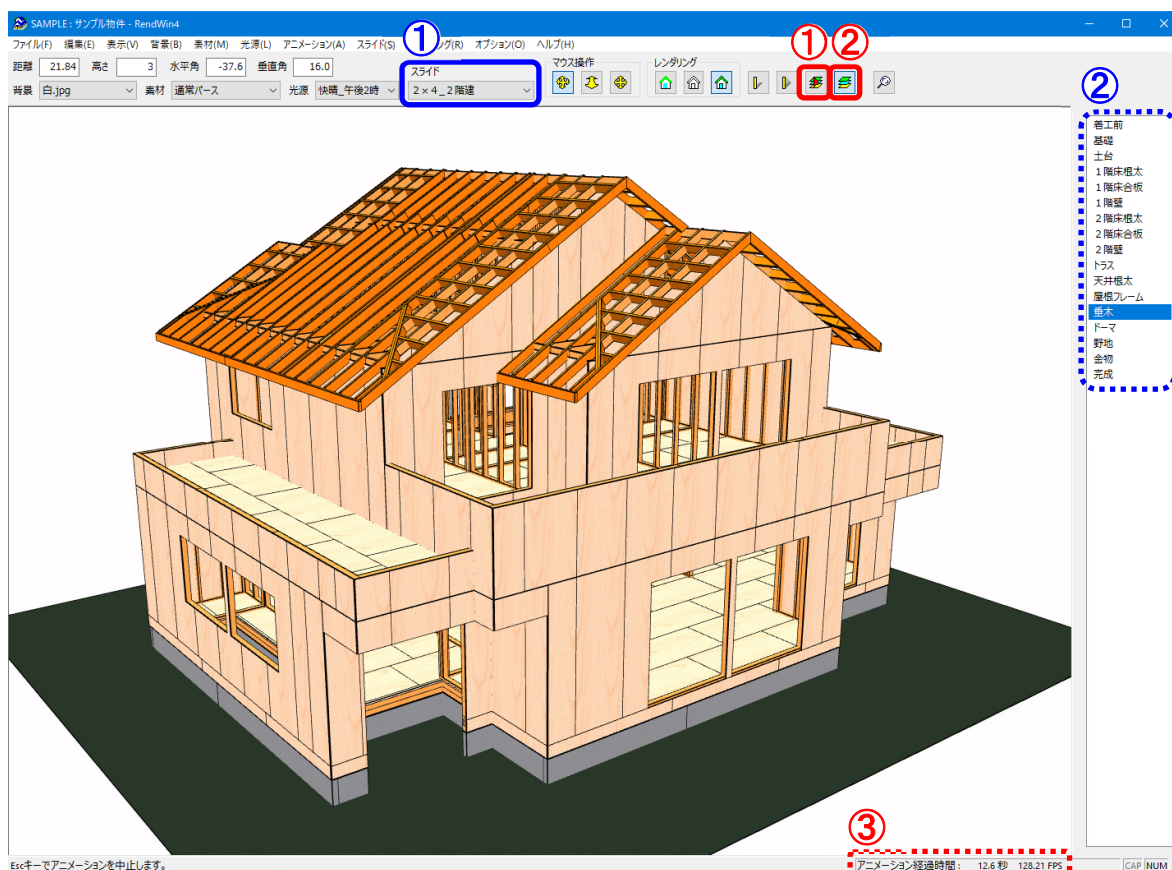 SAMPLE : サンプル物件 - RendWin4
ファイル(F) 編集(E) 表示(V) 背景(B) 素材(M) 光源(L) アニメーション(A) スライド(S) ング(R) オプション(O) ヘルプ(H)
① ① ② ②
距離 21.84 高さ 3 水平角 -37.6 垂直角 16.0 スライド マウス操作 レンダリング
背景 白.jpg 素材 通常パース 光源 快晴_午後2時 2×4_2階建
着工前
基礎
土台
1階床根太
1階床合板
1階壁
2階床根太
2階床合板
2階壁
トラス
天井根太
屋根フレーム
垂木
ドーマ
野地
金物
完成
③
Escキーでアニメーションを中止します。 アニメーション経過時間 : 12.6 秒 128.21 FPS CAP NUM